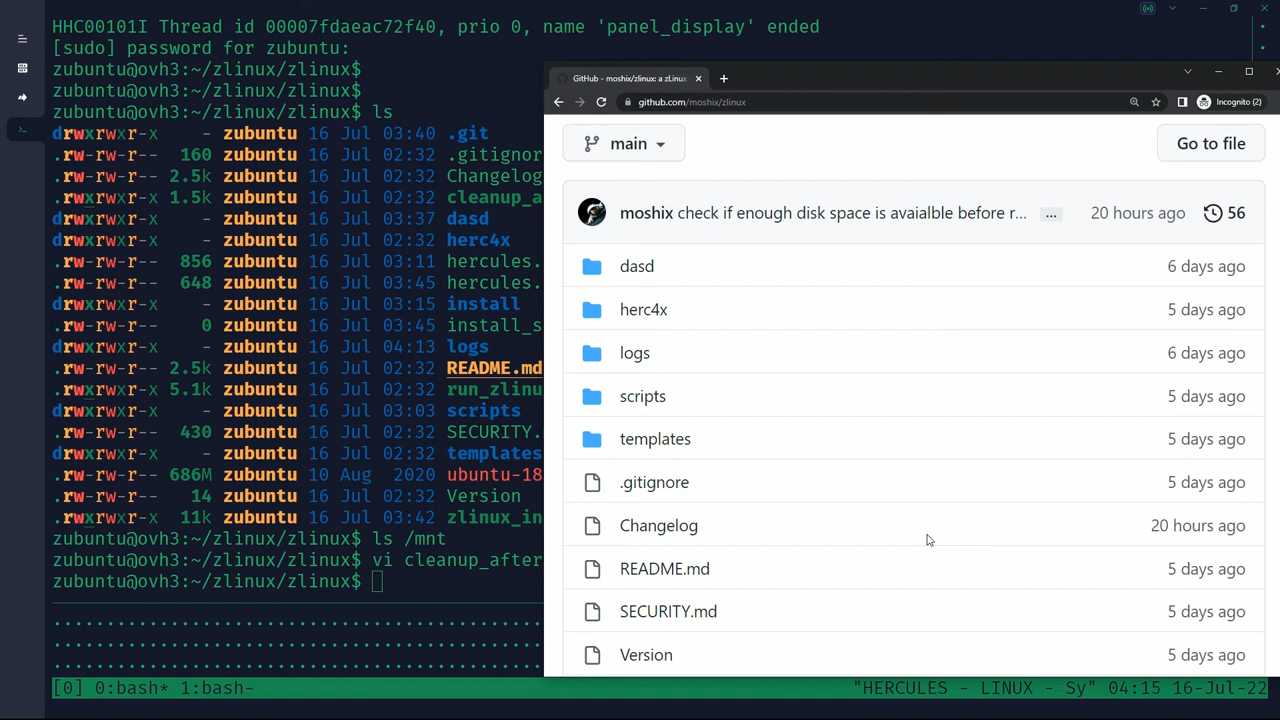 HHC00101I Thread id 00007fdaeac72f40, prio 0, name 'panel_display' ended
[sudo] password for zubuntu:
zubuntu@ovh3:~/zlinux/zlinux$
zubuntu@ovh3:~/zlinux/zlinux$
zubuntu@ovh3:~/zlinux/zlinux$ ls
drwxrwxr-x - zubuntu 16 Jul 03:40 .git
.rw-rw-r-- 160 zubuntu 16 Jul 02:32 .gitignor
.rw-rw-r-- 2.5k zubuntu 16 Jul 02:32 Changelog
.rwxrwxr-x 1.5k zubuntu 16 Jul 02:32 cleanup_a
drwxrwxr-x - zubuntu 16 Jul 03:37 dasd
drwxrwxr-x - zubuntu 16 Jul 02:32 herc4x
.rw-rw-r-- 856 zubuntu 16 Jul 03:11 hercules.
.rw-rw-r-- 648 zubuntu 16 Jul 03:45 hercules.
drwxrwxr-x - zubuntu 16 Jul 03:15 install
.rw-rw-r-- 0 zubuntu 16 Jul 03:45 install_s
drwxrwxr-x - zubuntu 16 Jul 04:13 logs
.rw-rw-r-- 2.5k zubuntu 16 Jul 02:32 README.md
.rwxrwxr-x 5.1k zubuntu 16 Jul 02:32 run_zlinu
drwxrwxr-x - zubuntu 16 Jul 03:03 scripts
.rw-rw-r-- 430 zubuntu 16 Jul 02:32 SECURITY.
drwxrwxr-x - zubuntu 16 Jul 02:32 templates
.rw-rw-r-- 686M zubuntu 10 Aug 2020 ubuntu-18
.rw-rw-r-- 14 zubuntu 16 Jul 02:32 Version
.rwxrwxr-x 11k zubuntu 16 Jul 03:42 zlinux_in
zubuntu@ovh3:~/zlinux/zlinux$ ls /mnt
zubuntu@ovh3:~/zlinux/zlinux$ vi cleanup_after
zubuntu@ovh3:~/zlinux/zlinux$
[0] 0:bash* 1:bash- "HERCULES - LINUX - Sy" 04:15 16-Jul-22
GitHub - moshix/zlinux: a zLinux
github.com/moshix/zlinux
Incognito (2)
main
Go to file
moshix check if enough disk space is avaialble before r... ... 20 hours ago 56
dasd 6 days ago
herc4x 5 days ago
logs 6 days ago
scripts 5 days ago
templates 5 days ago
.gitignore 5 days ago
Changelog 20 hours ago
README.md 5 days ago
SECURITY.md 5 days ago
Version 5 days ago